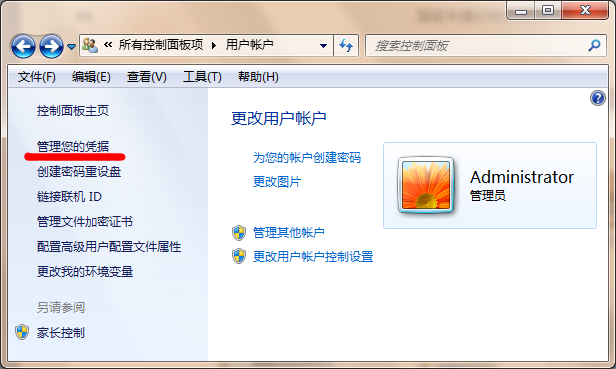 « 所有控制面板项 ▸ 用户帐户
搜索控制面板
文件(F) 编辑(E) 查看(V) 工具(T) 帮助(H)
控制面板主页
管理您的凭据
创建密码重设盘
链接联机 ID
管理文件加密证书
配置高级用户配置文件属性
更改我的环境变量
另请参阅
家长控制
更改用户帐户
为您的帐户创建密码
更改图片
管理其他帐户
更改用户帐户控制设置
Administrator
管理员